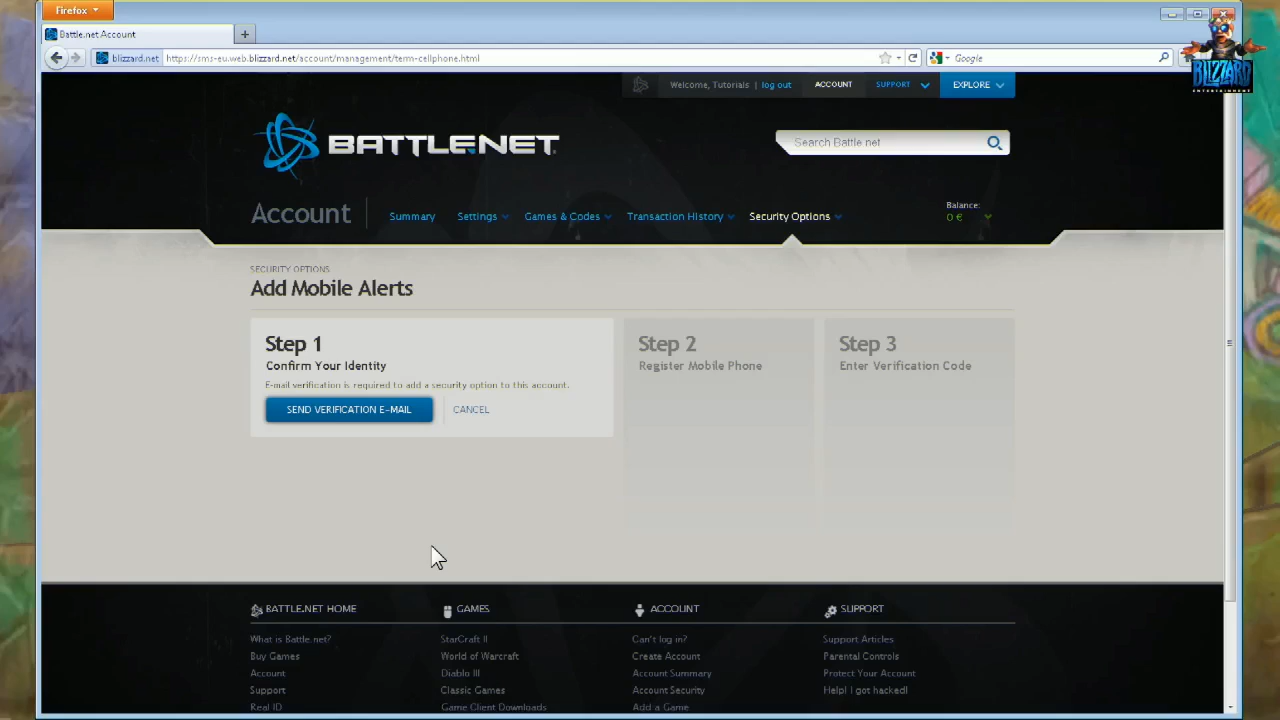 Firefox
Battle.net Account
blizzard.net https://sms-eu.web.blizzard.net/account/management/term-cellphone.html
Google
BLIZZARD
ENTERTAINMENT
Welcome, Tutorials | log out ACCOUNT SUPPORT EXPLORE
BATTLE.NET
Search Battle.net
Account Summary Settings Games & Codes Transaction History Security Options
Balance:
0 €
SECURITY OPTIONS
Add Mobile Alerts
Step 1
Confirm Your Identity
E-mail verification is required to add a security option to this account.
SEND VERIFICATION E-MAIL CANCEL
Step 2
Register Mobile Phone
Step 3
Enter Verification Code
BATTLE.NET HOME
What is Battle.net?
Buy Games
Account
Support
Real ID
GAMES
StarCraft II
World of Warcraft
Diablo III
Classic Games
Game Client Downloads
ACCOUNT
Can't log in?
Create Account
Account Summary
Account Security
Add a Game
SUPPORT
Support Articles
Parental Controls
Protect Your Account
Help! I got hacked!